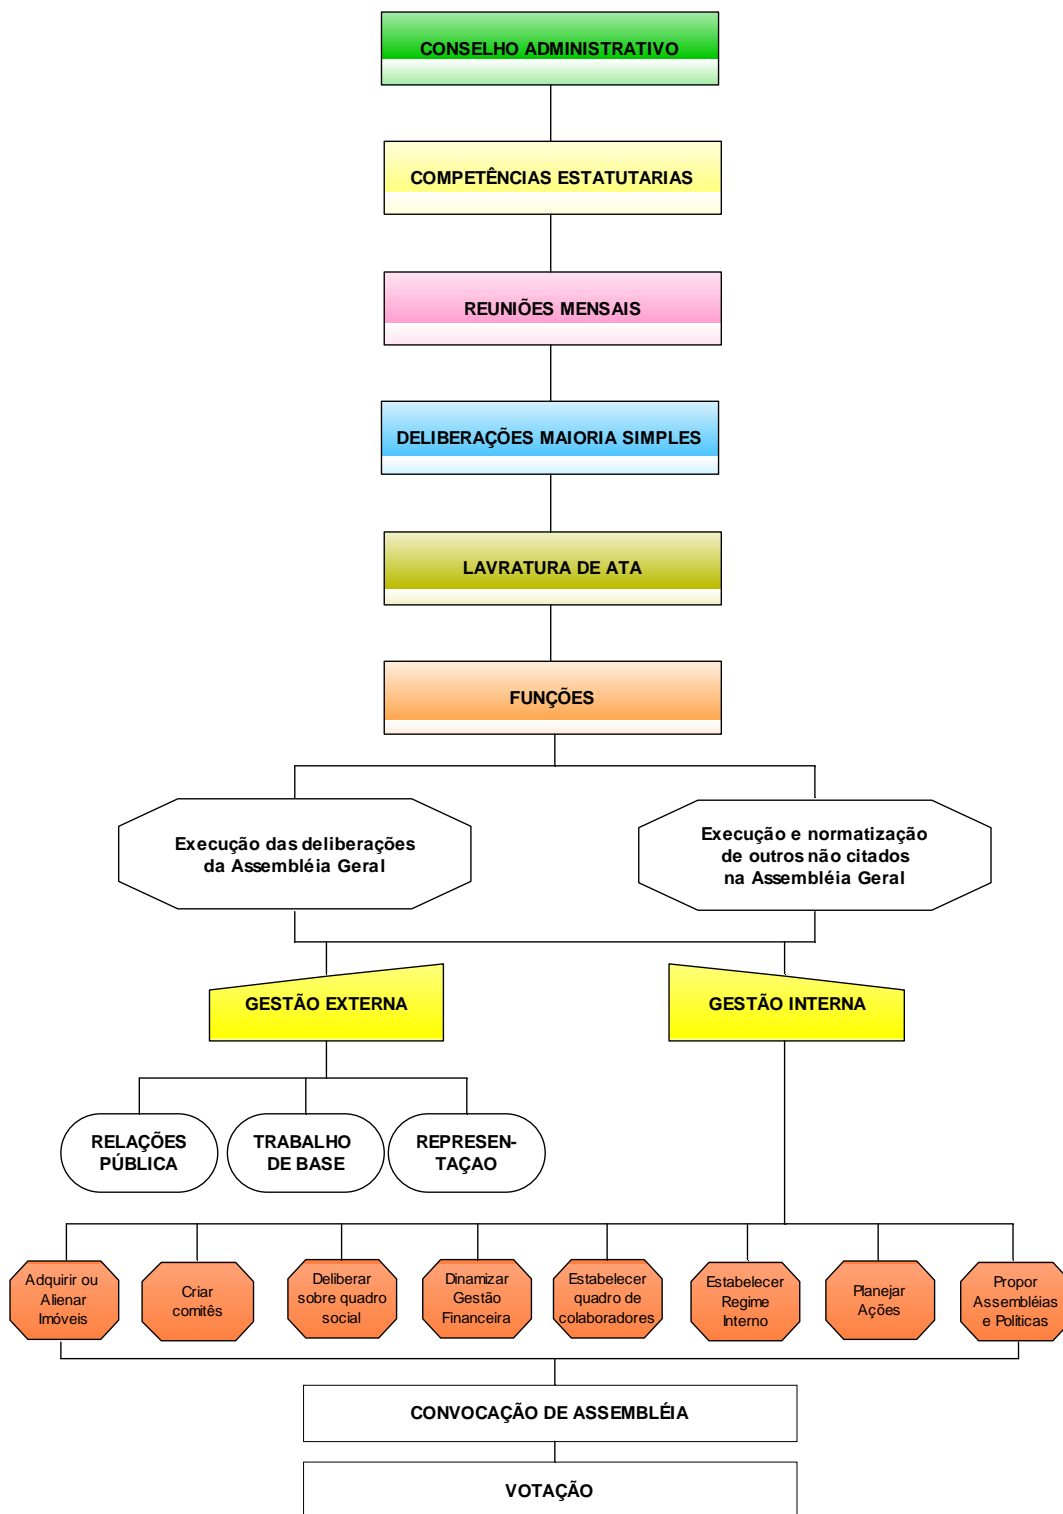 CONSELHO ADMINISTRATIVO
COMPETÊNCIAS ESTATUTARIAS
REUNIÕES MENSAIS
DELIBERAÇÕES MAIORIA SIMPLES
LAVRATURA DE ATA
FUNÇÕES
Execução das deliberações
da Assembléia Geral
Execução e normatização
de outros não citados
na Assembléia Geral
GESTÃO EXTERNA
GESTÃO INTERNA
RELAÇÕES
PÚBLICA
TRABALHO
DE BASE
REPRESEN-
TAÇAO
Adquirir ou
Alienar
Imóveis
Criar
comitês
Deliberar
sobre quadro
social
Dinamizar
Gestão
Financeira
Estabelecer
quadro de
colaboradores
Estabelecer
Regime
Interno
Planejar
Ações
Propor
Assembléias
e Políticas
CONVOCAÇÃO DE ASSEMBLÉIA
VOTAÇÃO